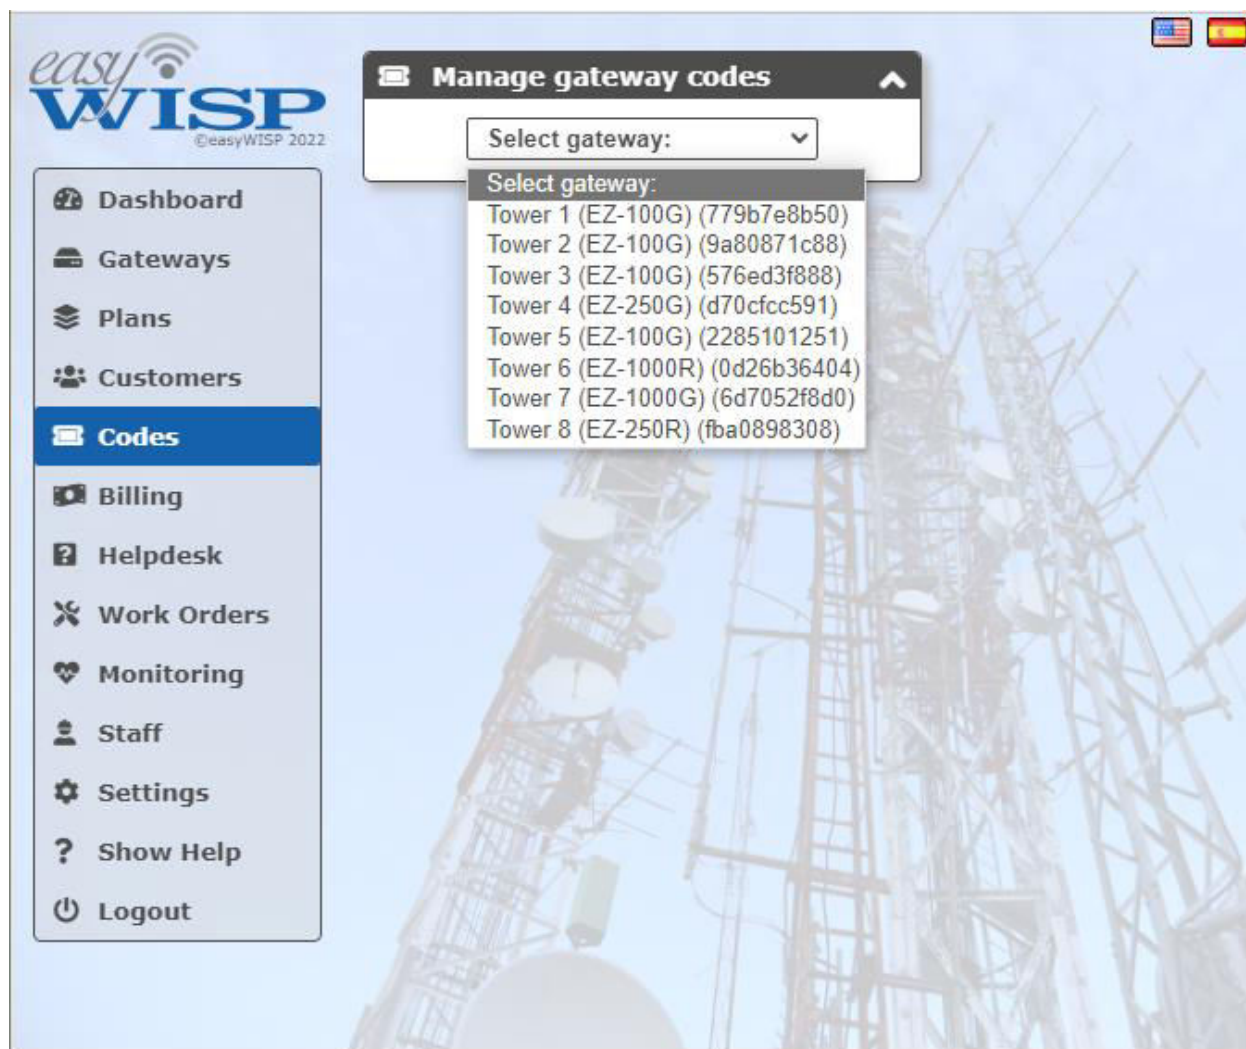 easy
WISP
©easyWISP 2022
Manage gateway codes
Select gateway:
Select gateway:
Tower 1 (EZ-100G) (779b7e8b50)
Tower 2 (EZ-100G) (9a80871c88)
Tower 3 (EZ-100G) (576ed3f888)
Tower 4 (EZ-250G) (d70cfcc591)
Tower 5 (EZ-100G) (2285101251)
Tower 6 (EZ-1000R) (0d26b36404)
Tower 7 (EZ-1000G) (6d7052f8d0)
Tower 8 (EZ-250R) (fba0898308)
Dashboard
Gateways
Plans
Customers
Codes
Billing
Helpdesk
Work Orders
Monitoring
Staff
Settings
Show Help
Logout